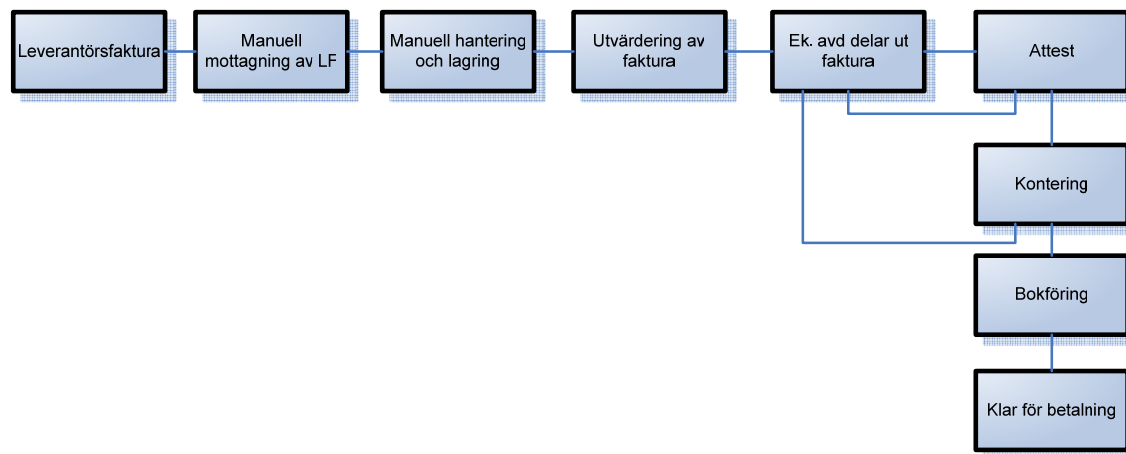 Leverantörsfaktura
Manuell
mottagning av LF
Manuell hantering
och lagring
Utvärdering av
faktura
Ek. avd delar ut
faktura
Attest
Kontering
Bokföring
Klar för betalning